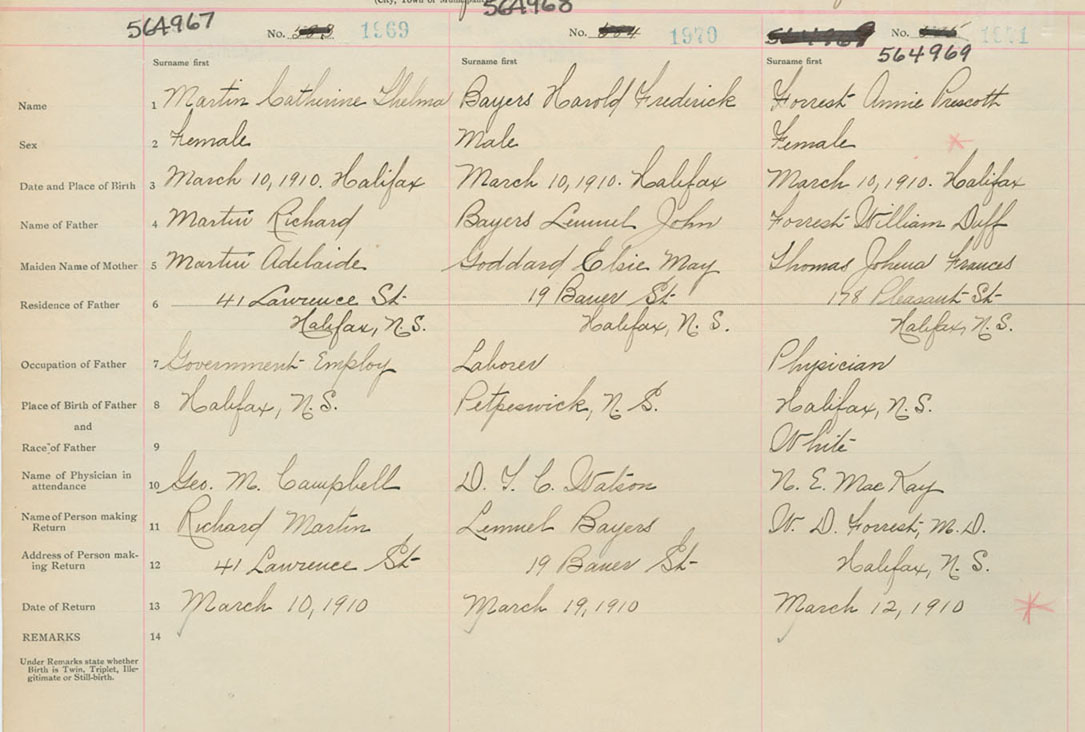 (City, Town or Municipality
564967 564968
No. 1969 No. 1970 No. 1971
564969
Surname first Surname first Surname first
Name 1 Martin Catherine Thelma Bayers Harold Frederick Forrest Annie Prescott
Sex 2 Female Male Female
Date and Place of Birth 3 March 10, 1910. Halifax March 10, 1910. Halifax March 10, 1910. Halifax
Name of Father 4 Martin Richard Bayers Lemuel John Forrest William Duff
Maiden Name of Mother 5 Martin Adelaide Goddard Elsie May Thomas Johena Frances
Residence of Father 6 41 Lawrence St 19 Bauer St 178 Pleasant St
Halifax, N.S. Halifax, N.S. Halifax, N.S.
Occupation of Father 7 Government Employ Laborer Physician
Place of Birth of Father 8 Halifax, N.S. Petpeswick, N.S. Halifax, N.S.
and
Race of Father 9 White
Name of Physician in
attendance 10 Geo. M. Campbell D. T. C. Watson N. E. MacKay
Name of Person making
Return 11 Richard Martin Lemuel Bayers W. D. Forrest, M.D.
Address of Person mak-
ing Return 12 41 Lawrence St 19 Bauer St Halifax, N.S.
Date of Return 13 March 10, 1910 March 19, 1910 March 12, 1910
REMARKS 14
Under Remarks state whether
Birth is Twin, Triplet, Ille-
gitimate or Still-birth.